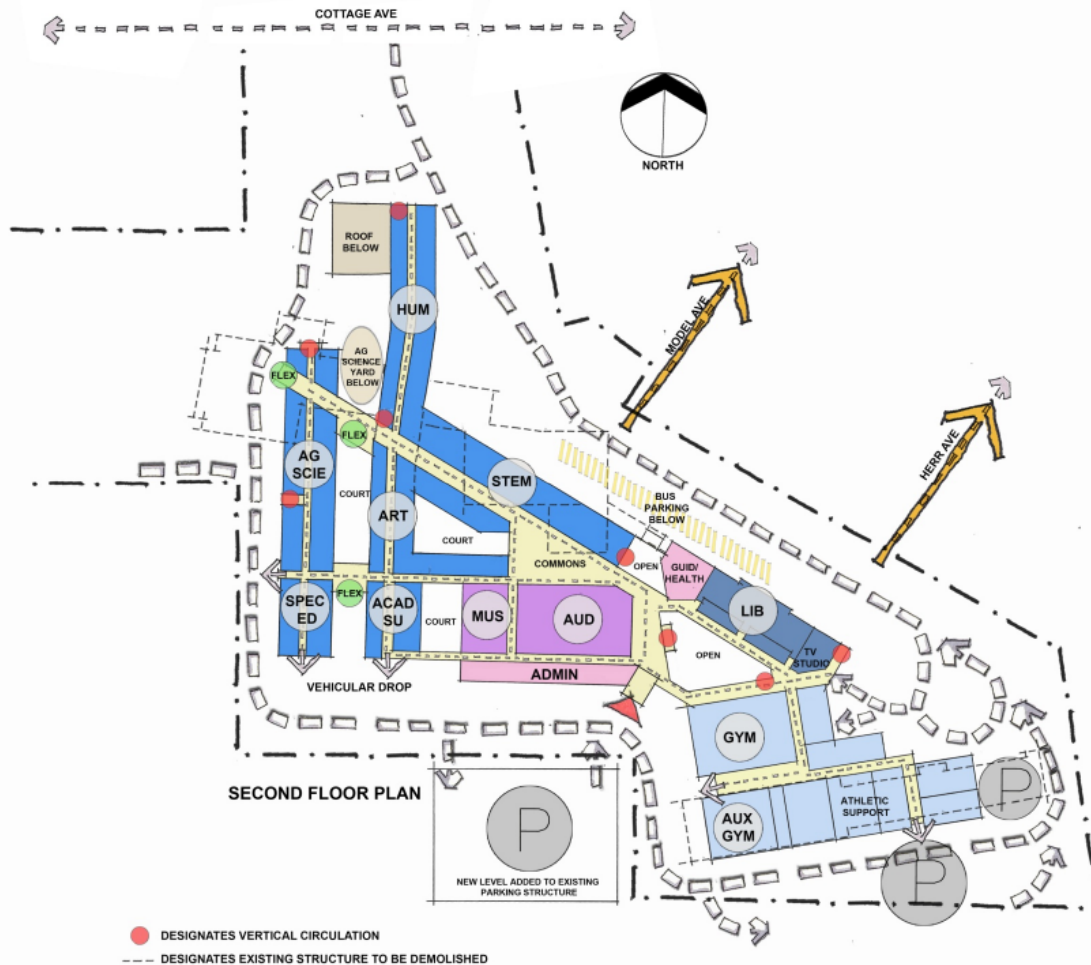 COTTAGE AVE
NORTH
ROOF
BELOW
HUM
MODEL AVE
AG
SCIENCE
YARD
BELOW
FLEX
HERR AVE
FLEX
AG
SCIE
STEM
COURT
ART
BUS
PARKING
BELOW
COURT
COMMONS
OPEN
GUID/
HEALTH
SPEC
ED
FLEX
ACAD
SU
COURT
MUS
AUD
LIB
OPEN
TV
STUDIO
ADMIN
VEHICULAR DROP
GYM
SECOND FLOOR PLAN
P
ATHLETIC
SUPPORT
AUX
GYM
P
NEW LEVEL ADDED TO EXISTING
PARKING STRUCTURE
P
DESIGNATES VERTICAL CIRCULATION
DESIGNATES EXISTING STRUCTURE TO BE DEMOLISHED